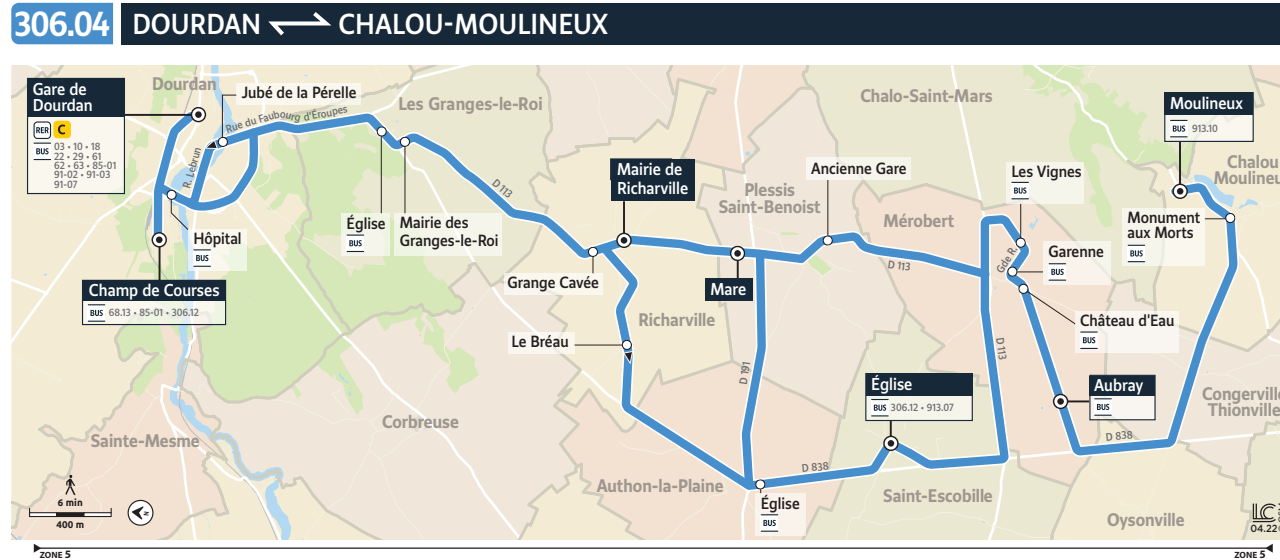 306.04 DOURDAN CHALOU-MOULINEUX
Gare de
Dourdan
RER C
BUS 03 • 10 • 18
22 • 29 • 61
62 • 63 • 85-01
91-02 • 91-03
91-07
Dourdan
Jubé de la Pérelle
Rue du Faubourg d'Éroupes
R. Lebrun
Les Granges-le-Roi
Hôpital
BUS
Champ de Courses
BUS 68.13 • 85-01 • 306.12
Église
BUS
Mairie des
Granges-le-Roi
D 113
Grange Cavée
Mairie de
Richarville
Le Bréau
Richarville
Mare
Plessis
Saint-Benoist
Ancienne Gare
Chalo-Saint-Mars
Mérobert
D 113
D 191
D 113
Les Vignes
BUS
Gde R.
Garenne
BUS
Château d'Eau
BUS
Moulineux
BUS 913.10
Chalou
Moulineu
Monument
aux Morts
BUS
Aubray
BUS
Église
BUS 306.12 • 913.07
Congerville
Thionville
D 838
D 838
Corbreuse
Sainte-Mesme
Authon-la-Plaine
Église
BUS
Saint-Escobille
Oysonville
6 min
400 m
N
LC
04.22
ZONE 5
ZONE 5